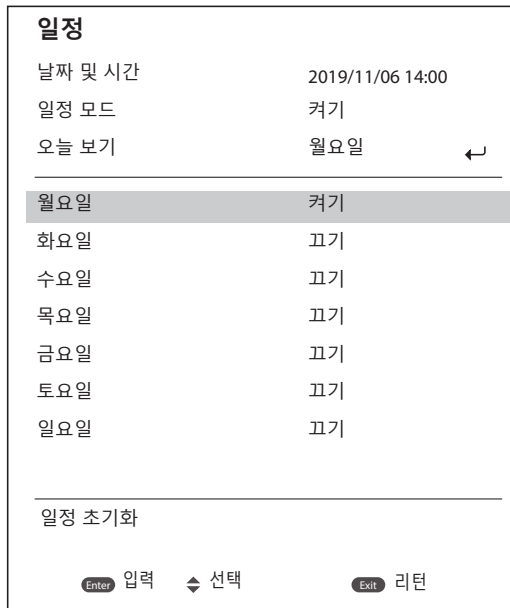 일정
날짜 및 시간 2019/11/06 14:00
일정 모드 켜기
오늘 보기 월요일
월요일 켜기
화요일 끄기
수요일 끄기
목요일 끄기
금요일 끄기
토요일 끄기
일요일 끄기
일정 초기화
Enter 입력 선택 Exit 리턴